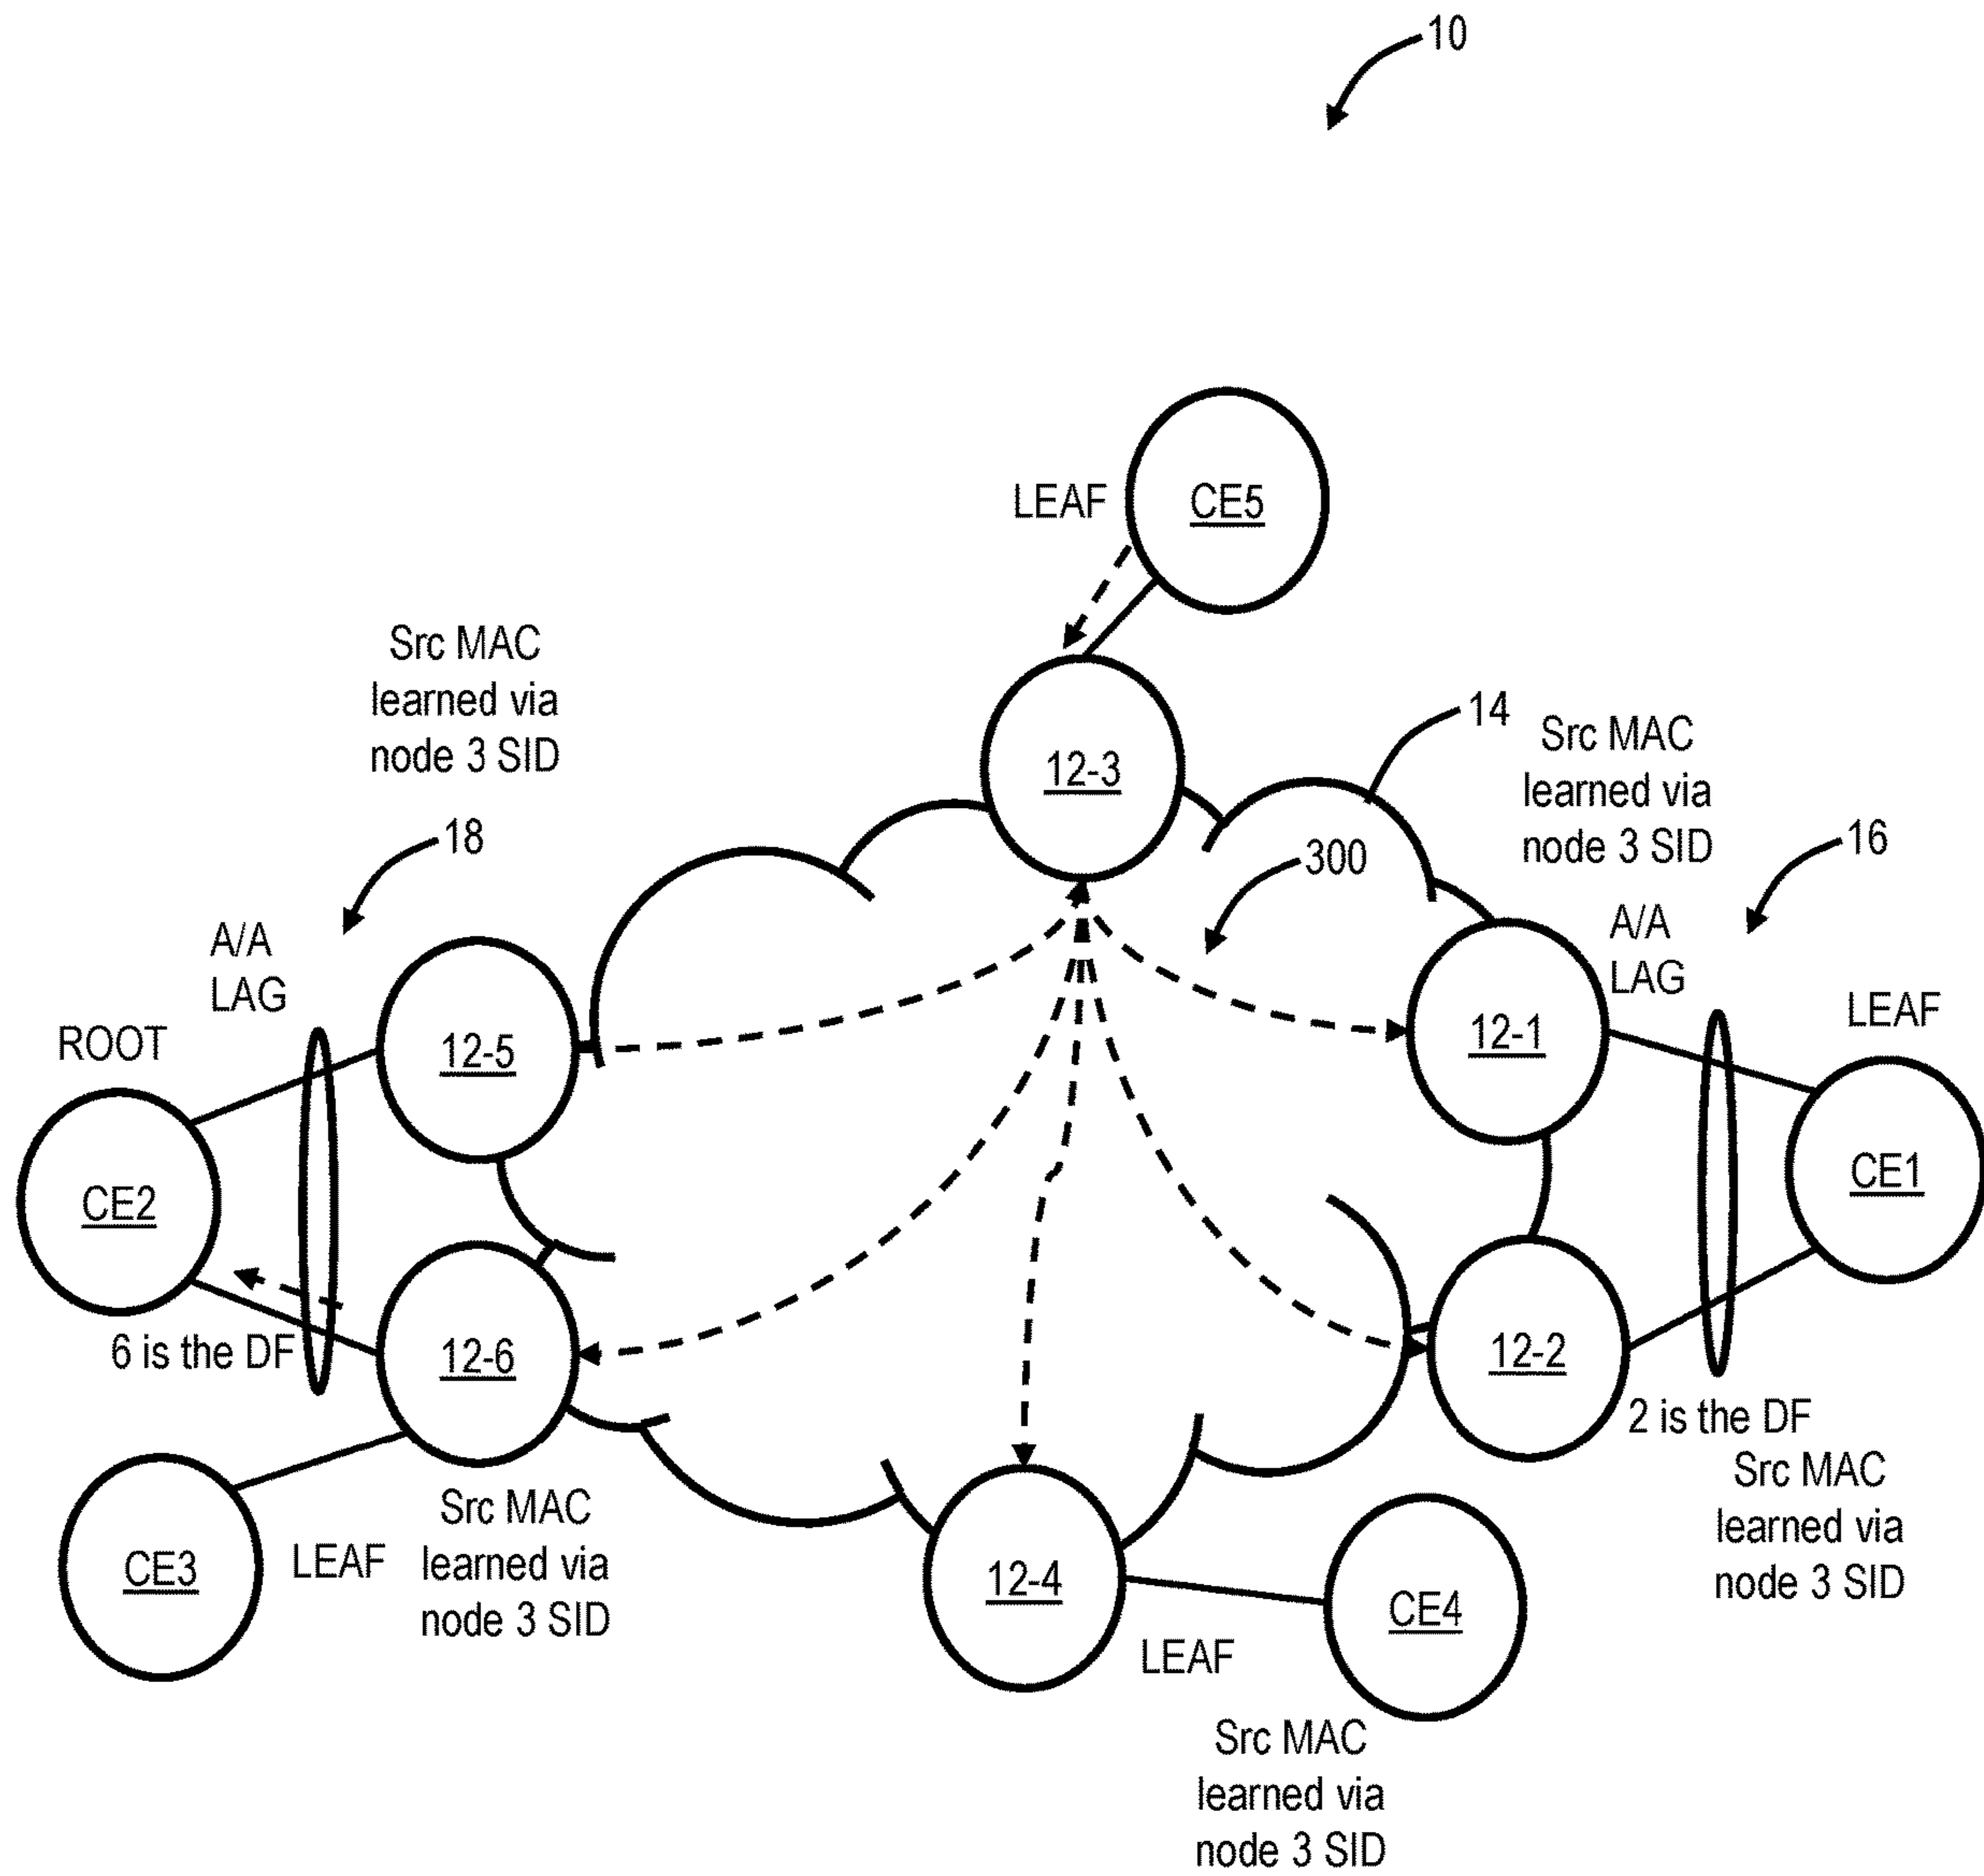 10
LEAF
CE5
Src MAC
learned via
node 3 SID
12-3
14
Src MAC
learned via
node 3 SID
18
300
16
A/A
LAG
A/A
LAG
ROOT
12-5
12-1
LEAF
CE2
CE1
6 is the DF
12-6
12-2
2 is the DF
Src MAC
learned via
node 3 SID
CE3
LEAF
Src MAC
learned via
node 3 SID
12-4
CE4
LEAF
Src MAC
learned via
node 3 SID